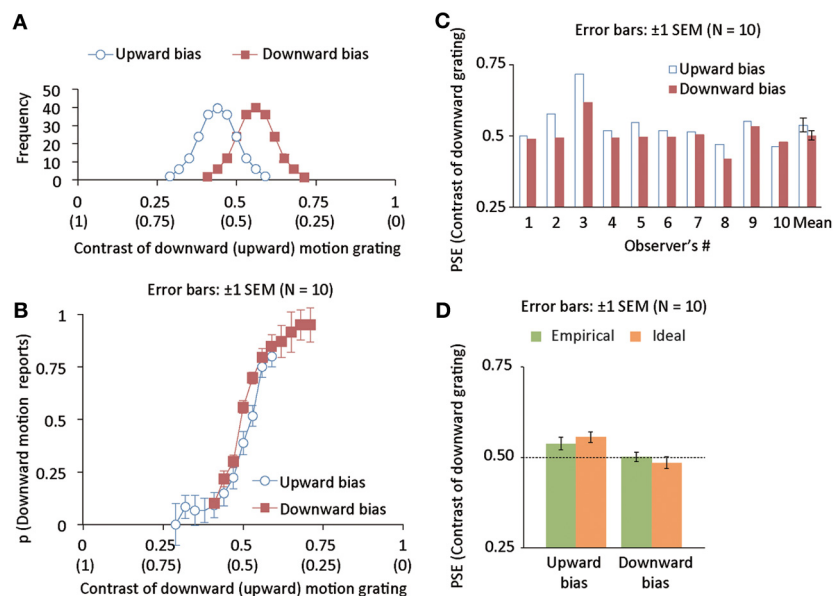 A
Upward bias
Downward bias
Frequency
50
40
30
20
10
0
0 0.25 0.5 0.75 1
(1) (0.75) (0.5) (0.25) (0)
Contrast of downward (upward) motion grating
B
Error bars: ±1 SEM (N = 10)
p (Downward motion reports)
1
0.75
0.5
0.25
0
Upward bias
Downward bias
0 0.25 0.5 0.75 1
(1) (0.75) (0.5) (0.25) (0)
Contrast of downward (upward) motion grating
C
Error bars: ±1 SEM (N = 10)
PSE (Contrast of downward grating)
0.75
0.5
0.25
Upward bias
Downward bias
1 2 3 4 5 6 7 8 9 10 Mean
Observer's #
D
Error bars: ±1 SEM (N = 10)
Empirical
Ideal
PSE (Contrast of downward grating)
0.75
0.50
0.25
Upward Downward
bias bias